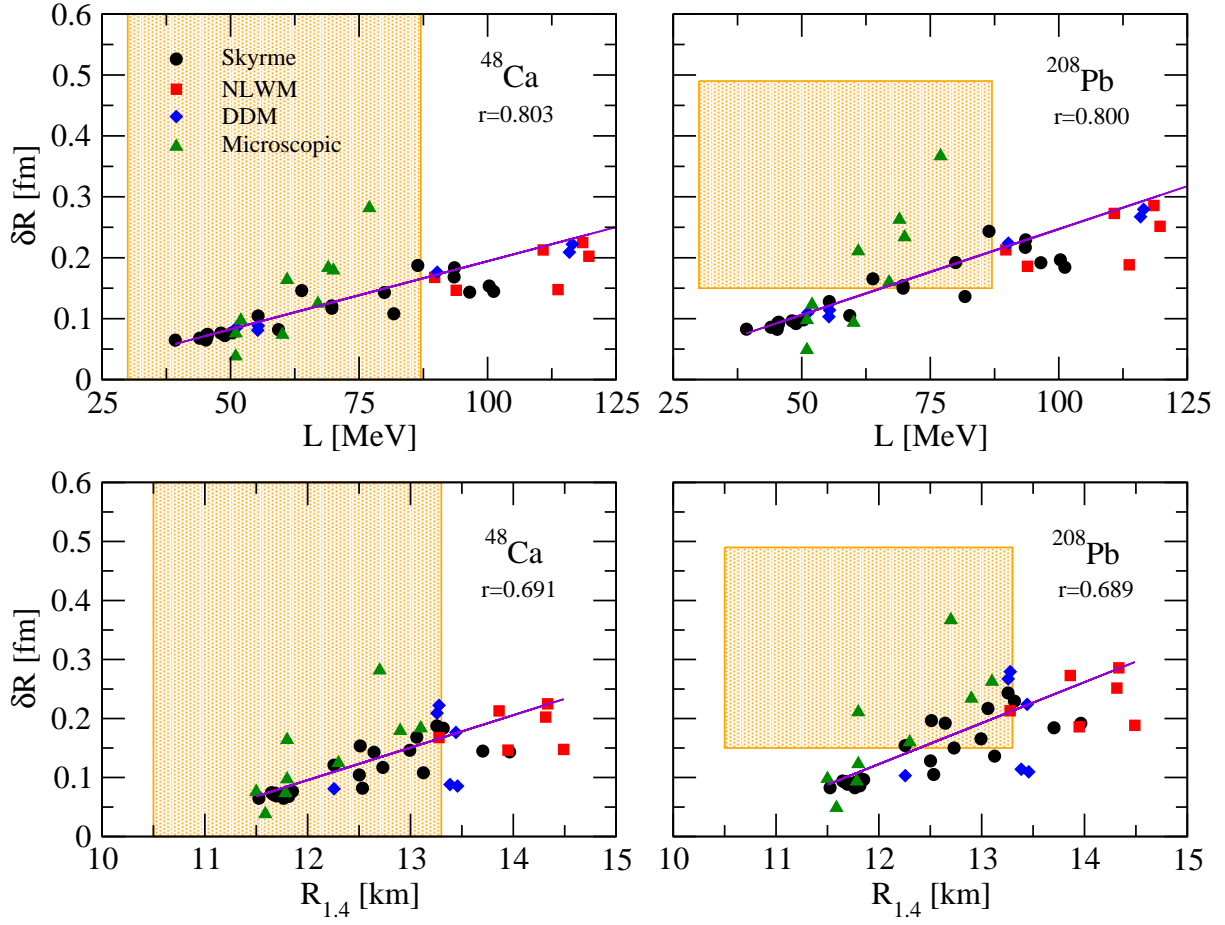 0.6
0.5
0.4
0.3
0.2
0.1
0
δR [fm]
Skyrme
NLWM
DDM
Microscopic
48Ca
r=0.803
25 50 75 100 125
L [MeV]
208Pb
r=0.800
25 50 75 100 125
L [MeV]
0.6
0.5
0.4
0.3
0.2
0.1
0
δR [fm]
48Ca
r=0.691
10 11 12 13 14 15
R1.4 [km]
208Pb
r=0.689
10 11 12 13 14 15
R1.4 [km]